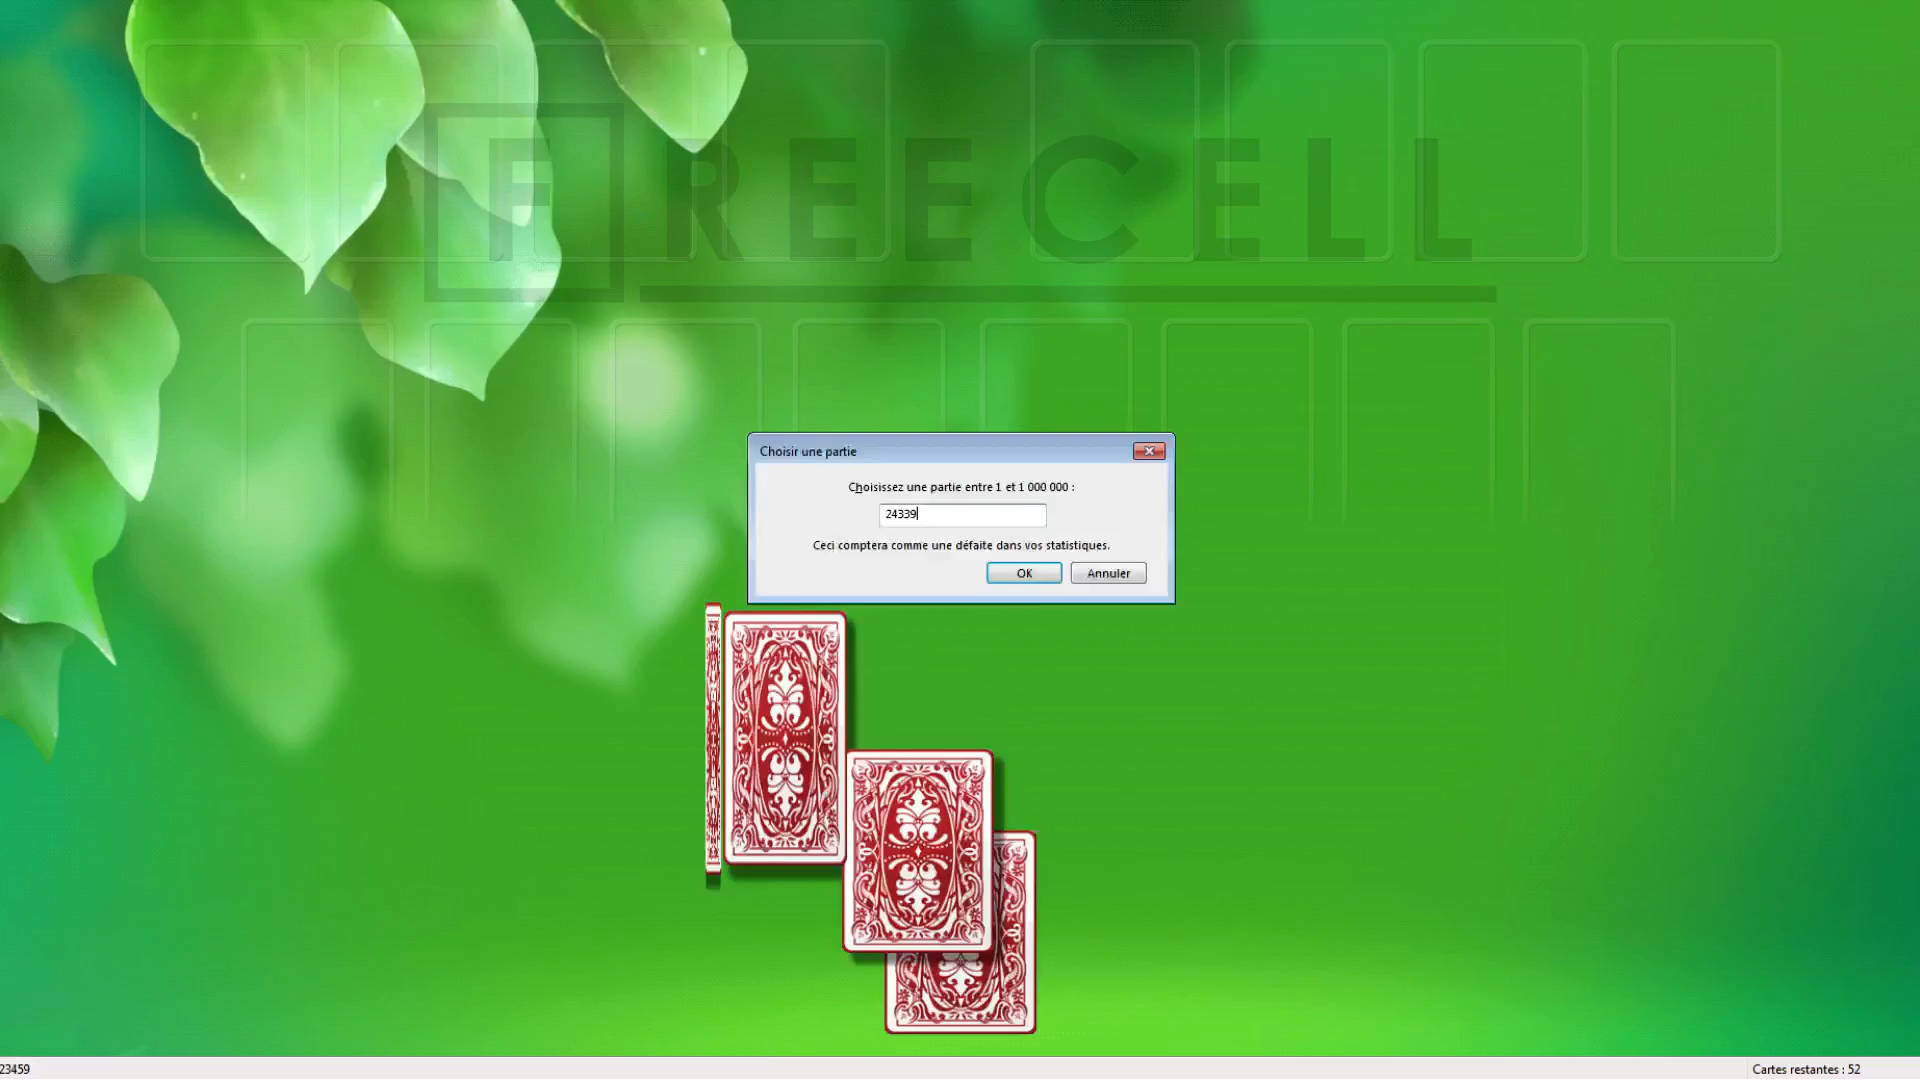 FREECELL
Choisir une partie
Choisissez une partie entre 1 et 1 000 000 :
24339
Ceci comptera comme une défaite dans vos statistiques.
OK
Annuler
23459
Cartes restantes : 52